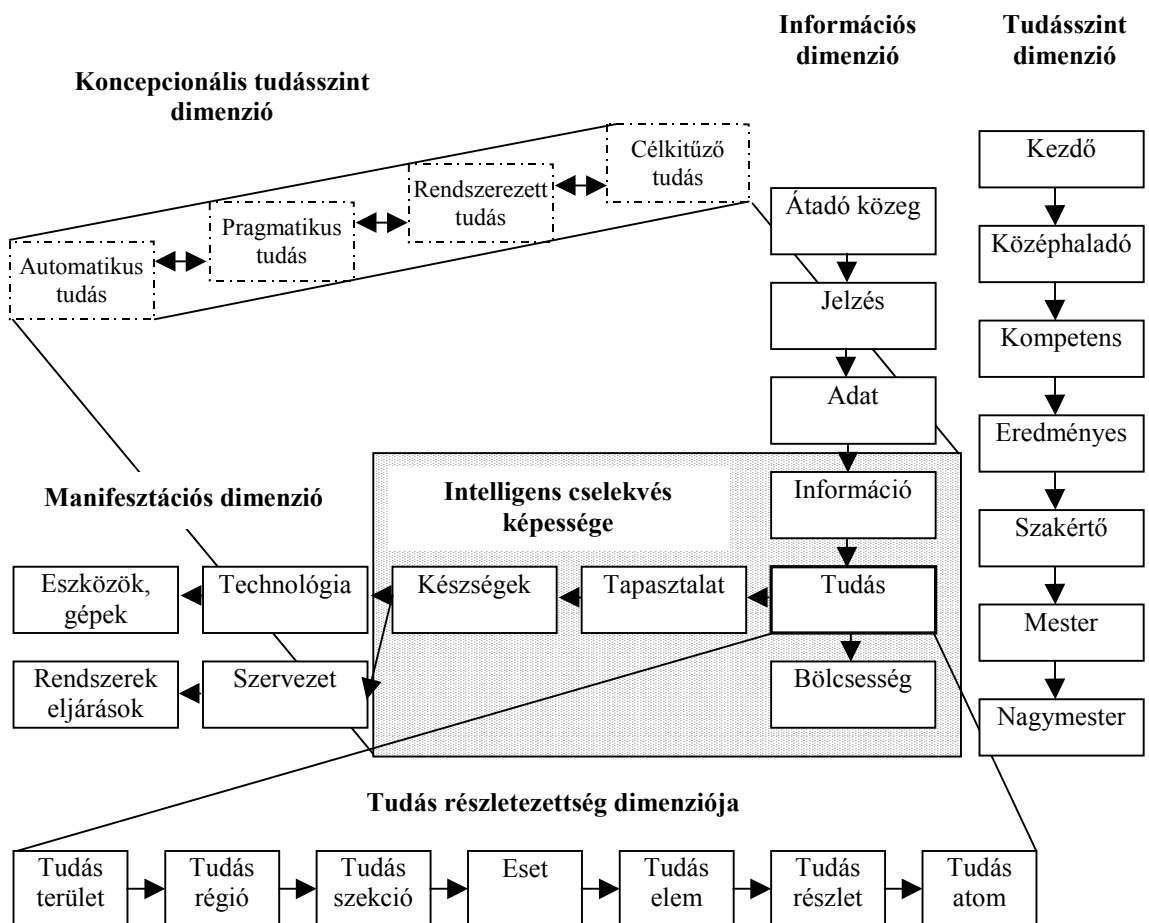 Információs
dimenzió
Tudásszint
dimenzió
Koncepcionális tudásszint
dimenzió
Célkitűző
tudás
Rendszerezett
tudás
Pragmatikus
tudás
Automatikus
tudás
Átadó közeg
Jelzés
Adat
Információ
Tudás
Bölcsesség
Kezdő
Középhaladó
Kompetens
Eredményes
Szakértő
Mester
Nagymester
Manifesztációs dimenzió
Intelligens cselekvés
képessége
Eszközök,
gépek
Technológia
Készségek
Tapasztalat
Rendszerek
eljárások
Szervezet
Tudás részletezettség dimenziója
Tudás
terület
Tudás
régió
Tudás
szekció
Eset
Tudás
elem
Tudás
részlet
Tudás
atom